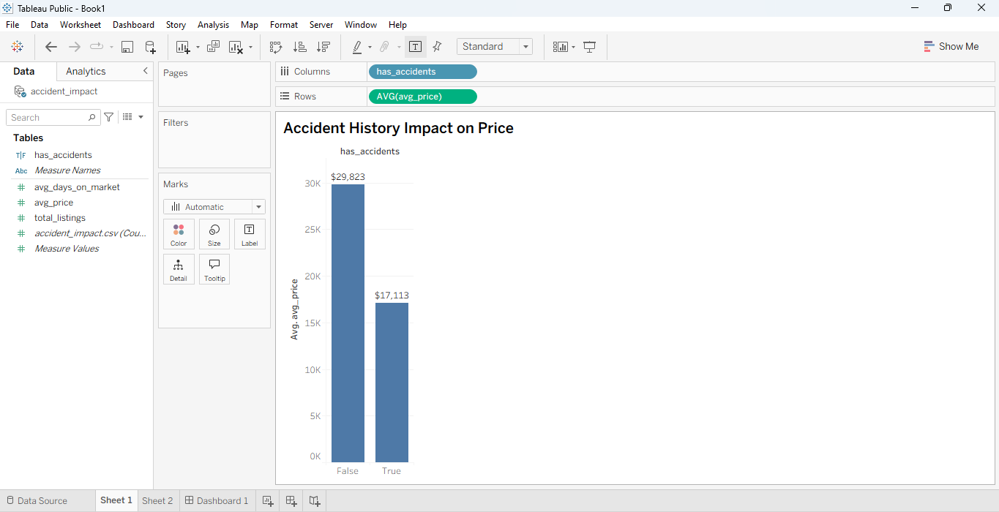 Tableau Public - Book1
File Data Worksheet Dashboard Story Analysis Map Format Server Window Help
T Standard Show Me
Data Analytics
accident_impact
Search
Tables
T|F has_accidents
Abc Measure Names
# avg_days_on_market
# avg_price
# total_listings
# accident_impact.csv (Cou...
# Measure Values
Pages
Filters
Marks
Automatic
Color Size T Label
Detail Tooltip
Columns has_accidents
Rows AVG(avg_price)
Accident History Impact on Price
has_accidents
$29,823
$17,113
Avg. avg_price
30K
25K
20K
15K
10K
5K
0K
False True
Data Source Sheet 1 Sheet 2 Dashboard 1